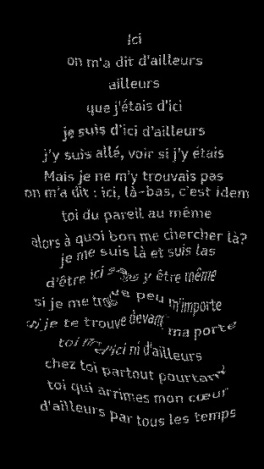 Ici
on m'a dit d'ailleurs
ailleurs
que j'étais d'ici
je suis d'ici d'ailleurs
j'y suis allé, voir si j'y étais
Mais je ne m'y trouvais pas
on m'a dit : ici, là-bas, c'est idem
toi du pareil au même
alors à quoi bon me chercher là?
je me suis là et suis las
d'être ici sans y être même
si je me peu m'importe
si je te trouve devant ma porte
toi d'ici ni d'ailleurs
chez toi partout pourtant
toi qui arrimes mon cœur
d'ailleurs par tous les temps